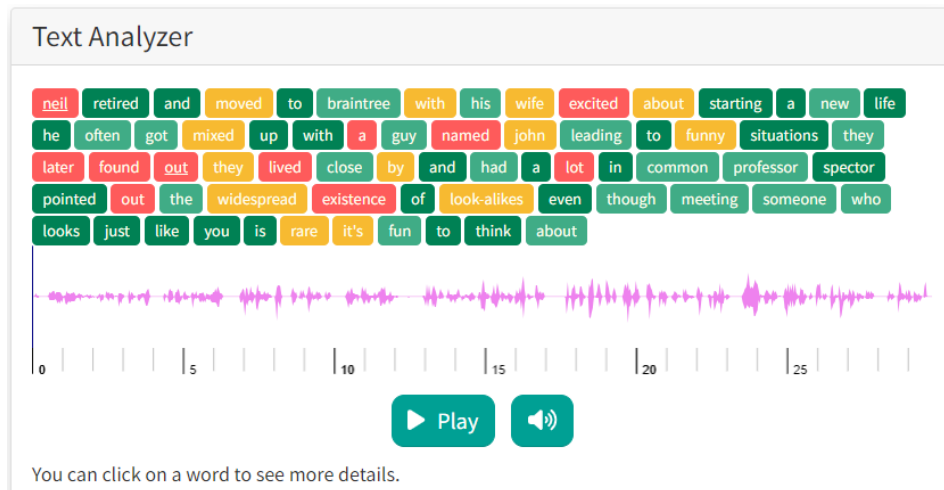 Text Analyzer
neil retired and moved to braintree with his wife excited about starting a new life
he often got mixed up with a guy named john leading to funny situations they
later found out they lived close by and had a lot in common professor spector
pointed out the widespread existence of look-alikes even though meeting someone who
looks just like you is rare it's fun to think about
0 5 10 15 20 25
Play
You can click on a word to see more details.